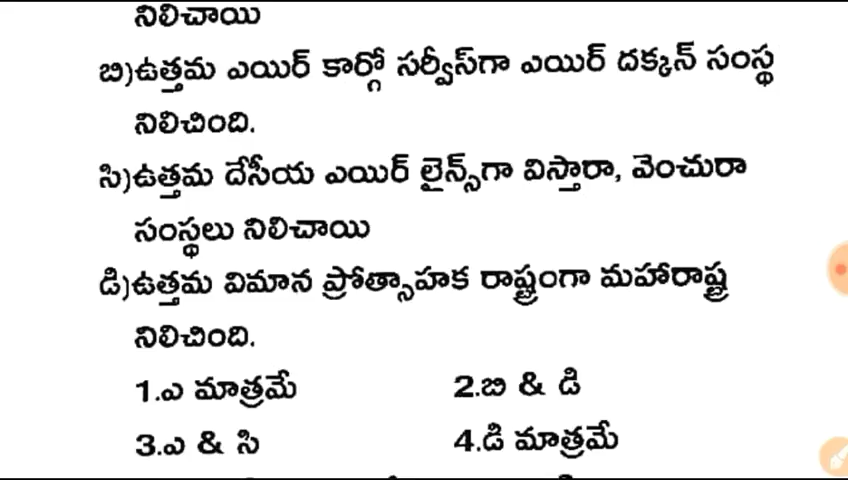 నిలిచాయి
బి)ఉత్తమ ఎయిర్ కార్గో సర్వీస్‌గా ఎయిర్ దక్కన్ సంస్థ
నిలిచింది.
సి)ఉత్తమ దేసీయ ఎయిర్ లైన్స్‌గా విస్తారా, వెంచురా
సంస్థలు నిలిచాయి
డి)ఉత్తమ విమాన ప్రోత్సాహక రాష్ట్రంగా మహారాష్ట్ర
నిలిచింది.
1.ఎ మాత్రమే 2.బి & డి
3.ఎ & సి 4.డి మాత్రమే